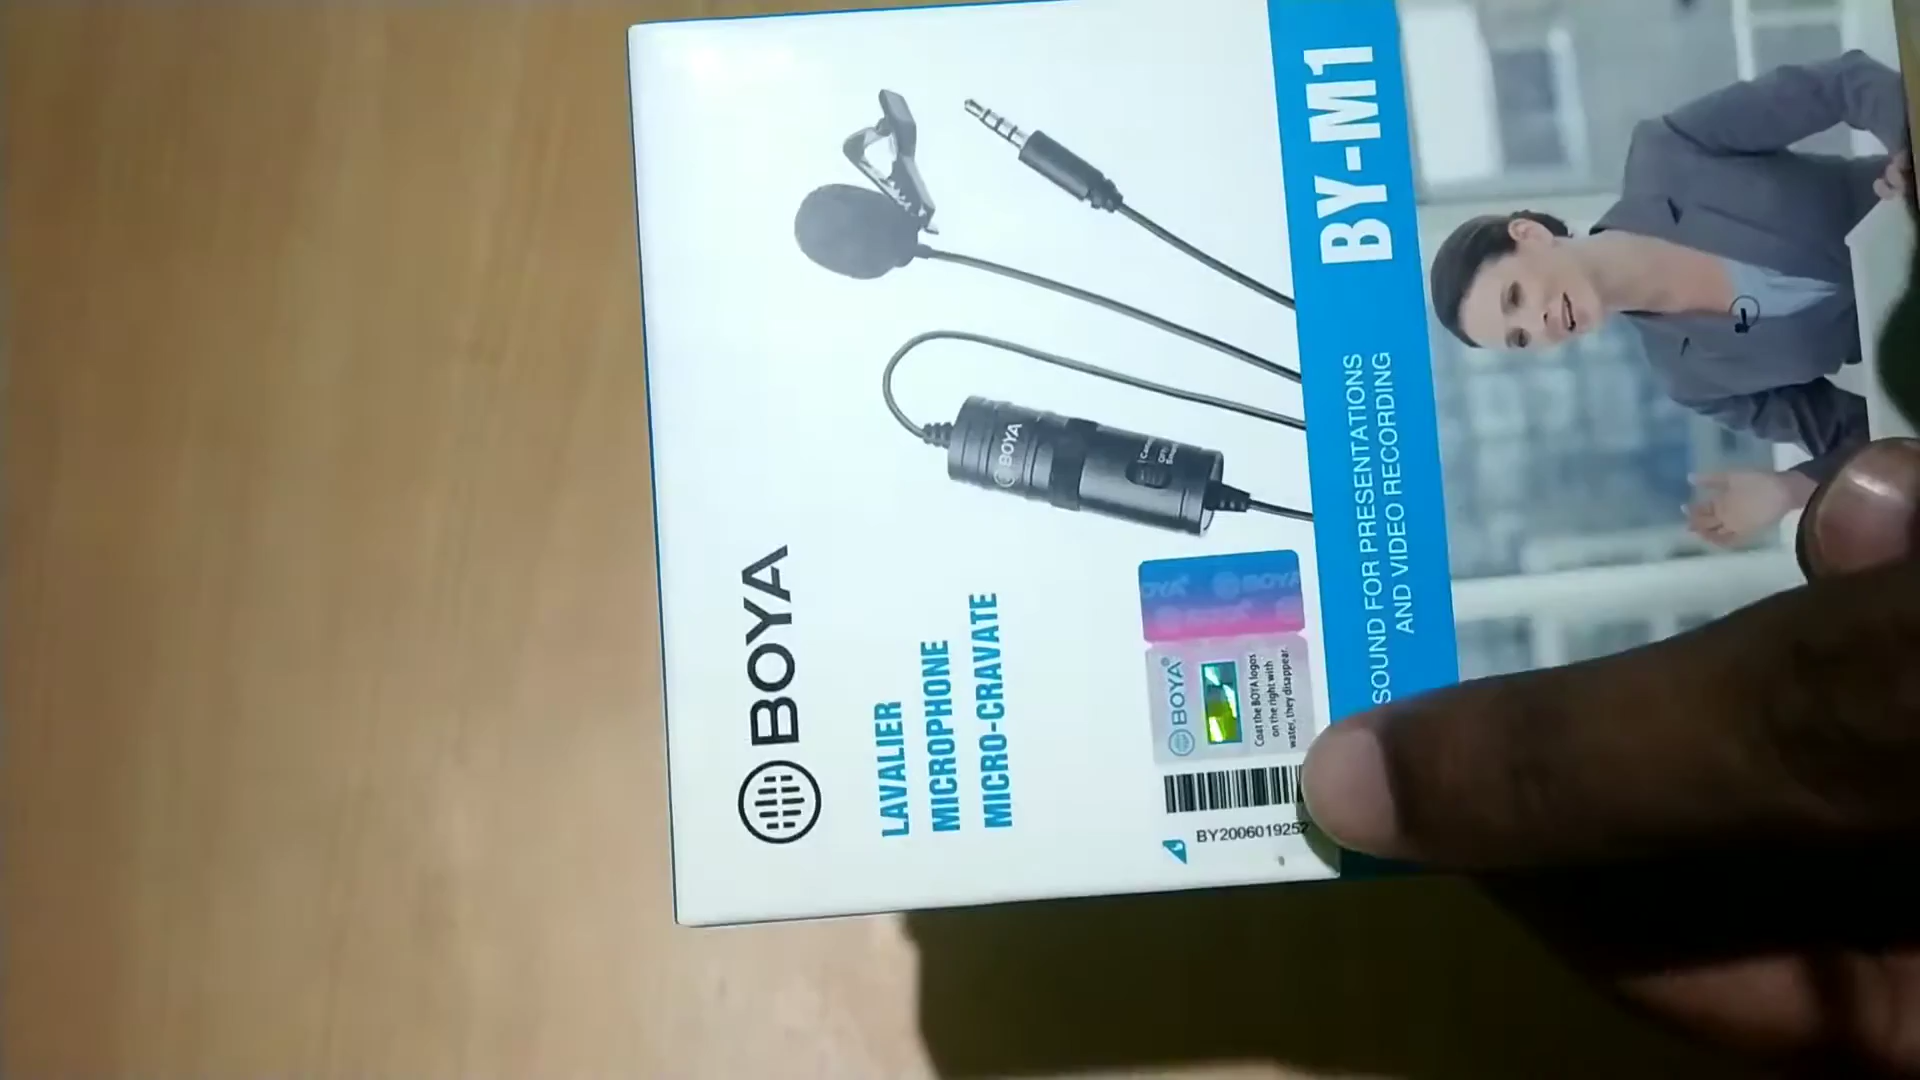 BOYA
LAVALIER
MICROPHONE
MICRO-CRAVATE
BOYA
BOYA
BOYA®
Coat the BOYA logos
on the right with
water, they disappear.
BY2006019252
BY-M1
SOUND FOR PRESENTATIONS
AND VIDEO RECORDING